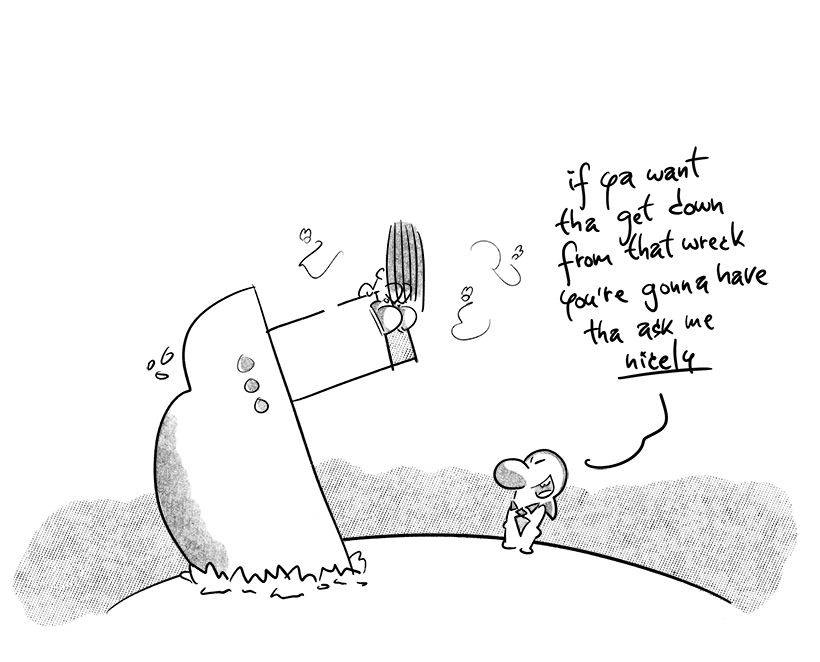 if ya want
tha get down
from that wreck
you're gonna have
tha ask me
nicely